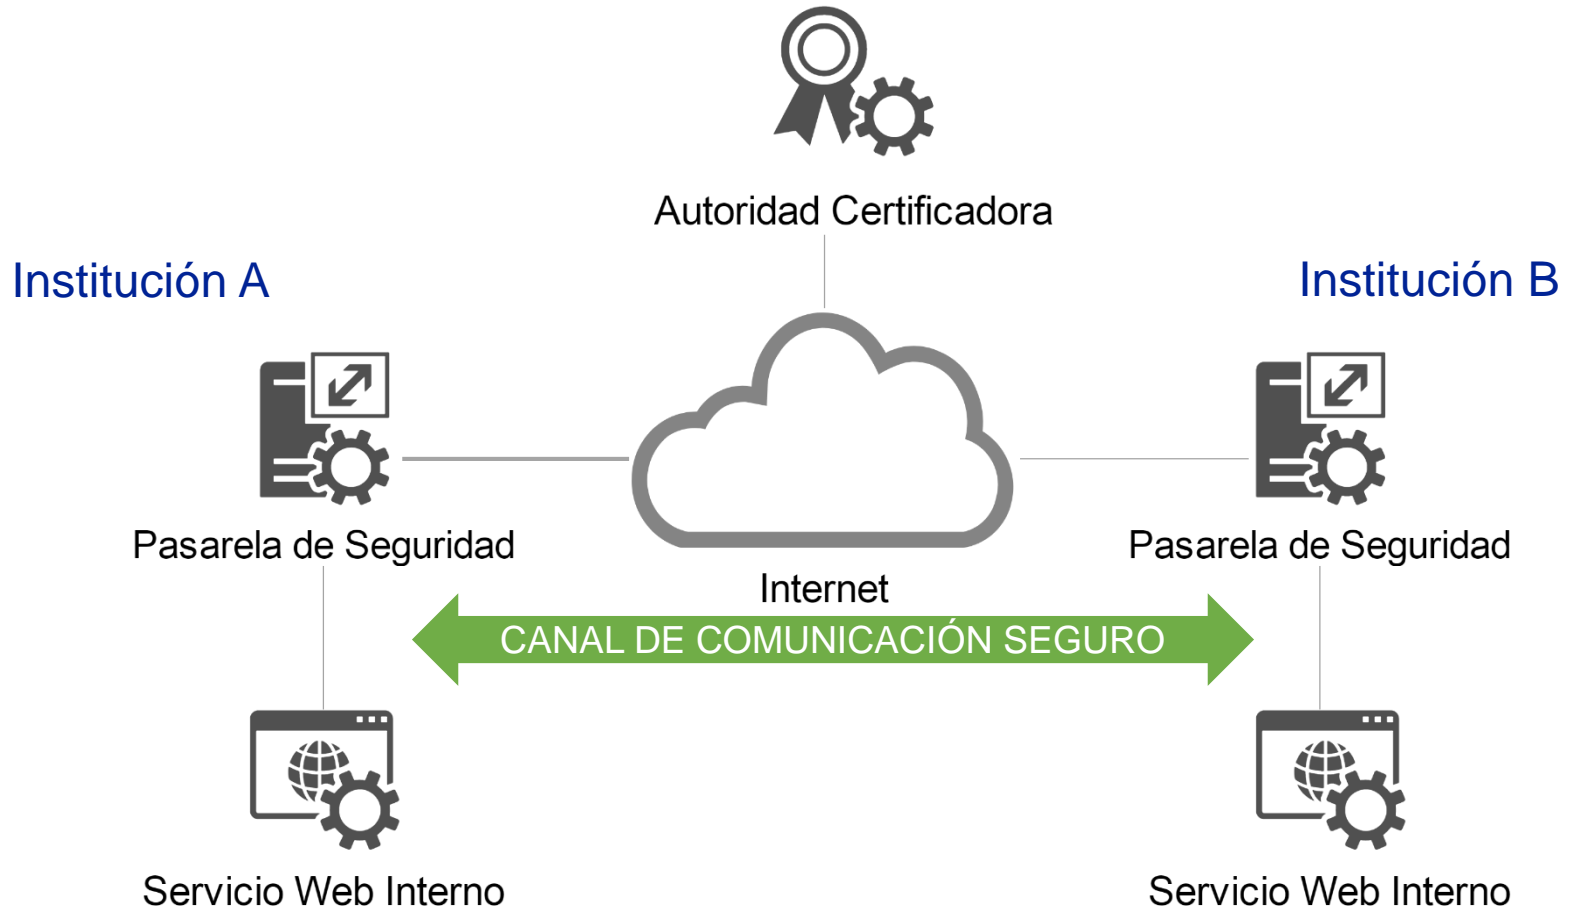 Autoridad Certificadora
Institución A
Institución B
Pasarela de Seguridad
Pasarela de Seguridad
Internet
CANAL DE COMUNICACIÓN SEGURO
Servicio Web Interno
Servicio Web Interno